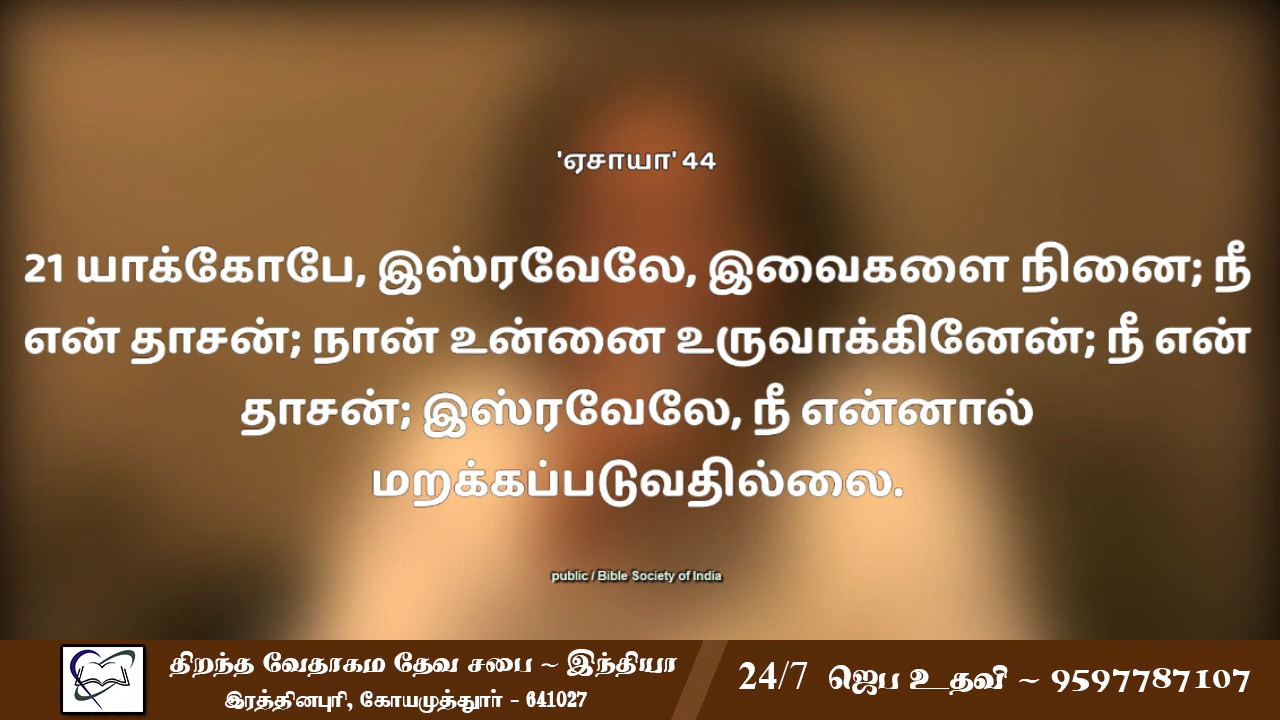 'ஏசாயா' 44
21 யாக்கோபே, இஸ்ரவேலே, இவைகளை நினை; நீ
என் தாசன்; நான் உன்னை உருவாக்கினேன்; நீ என்
தாசன்; இஸ்ரவேலே, நீ என்னால்
மறக்கப்படுவதில்லை.
public / Bible Society of India
திறந்த வேதாகம தேவ சபை ~ இந்தியா
இரத்தினபுரி, கோயமுத்தூர் - 641027
24/7 ஜெப உதவி ~ 9597787107